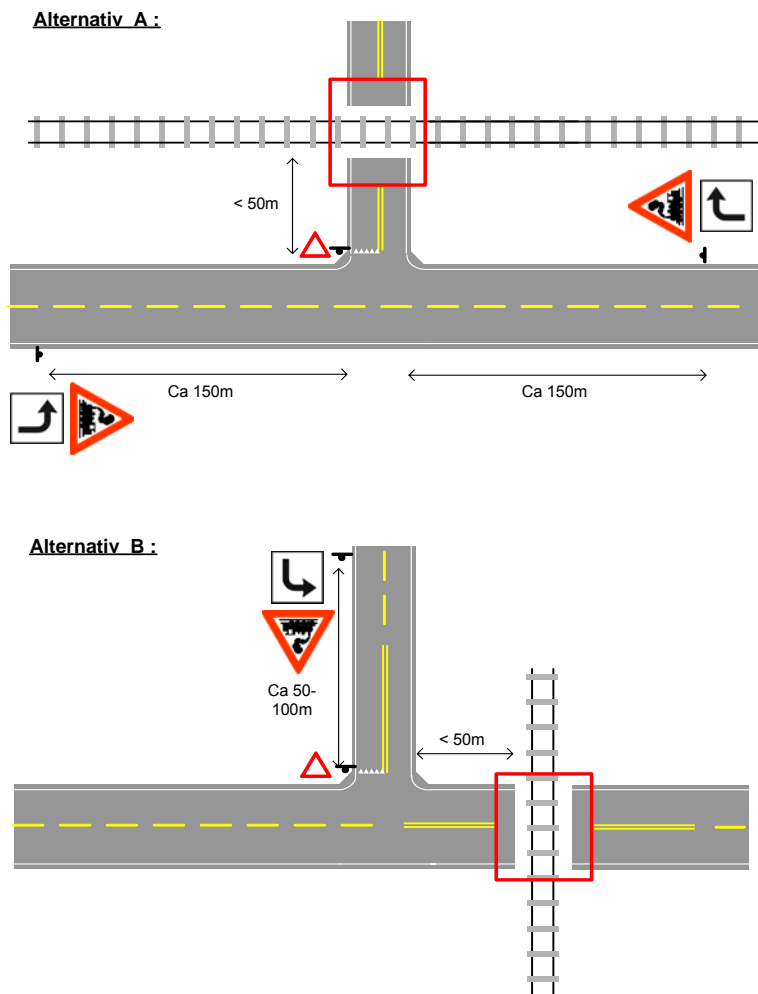 Alternativ A :
< 50m
Ca 150m
Ca 150m
Alternativ B :
Ca 50-
100m
< 50m